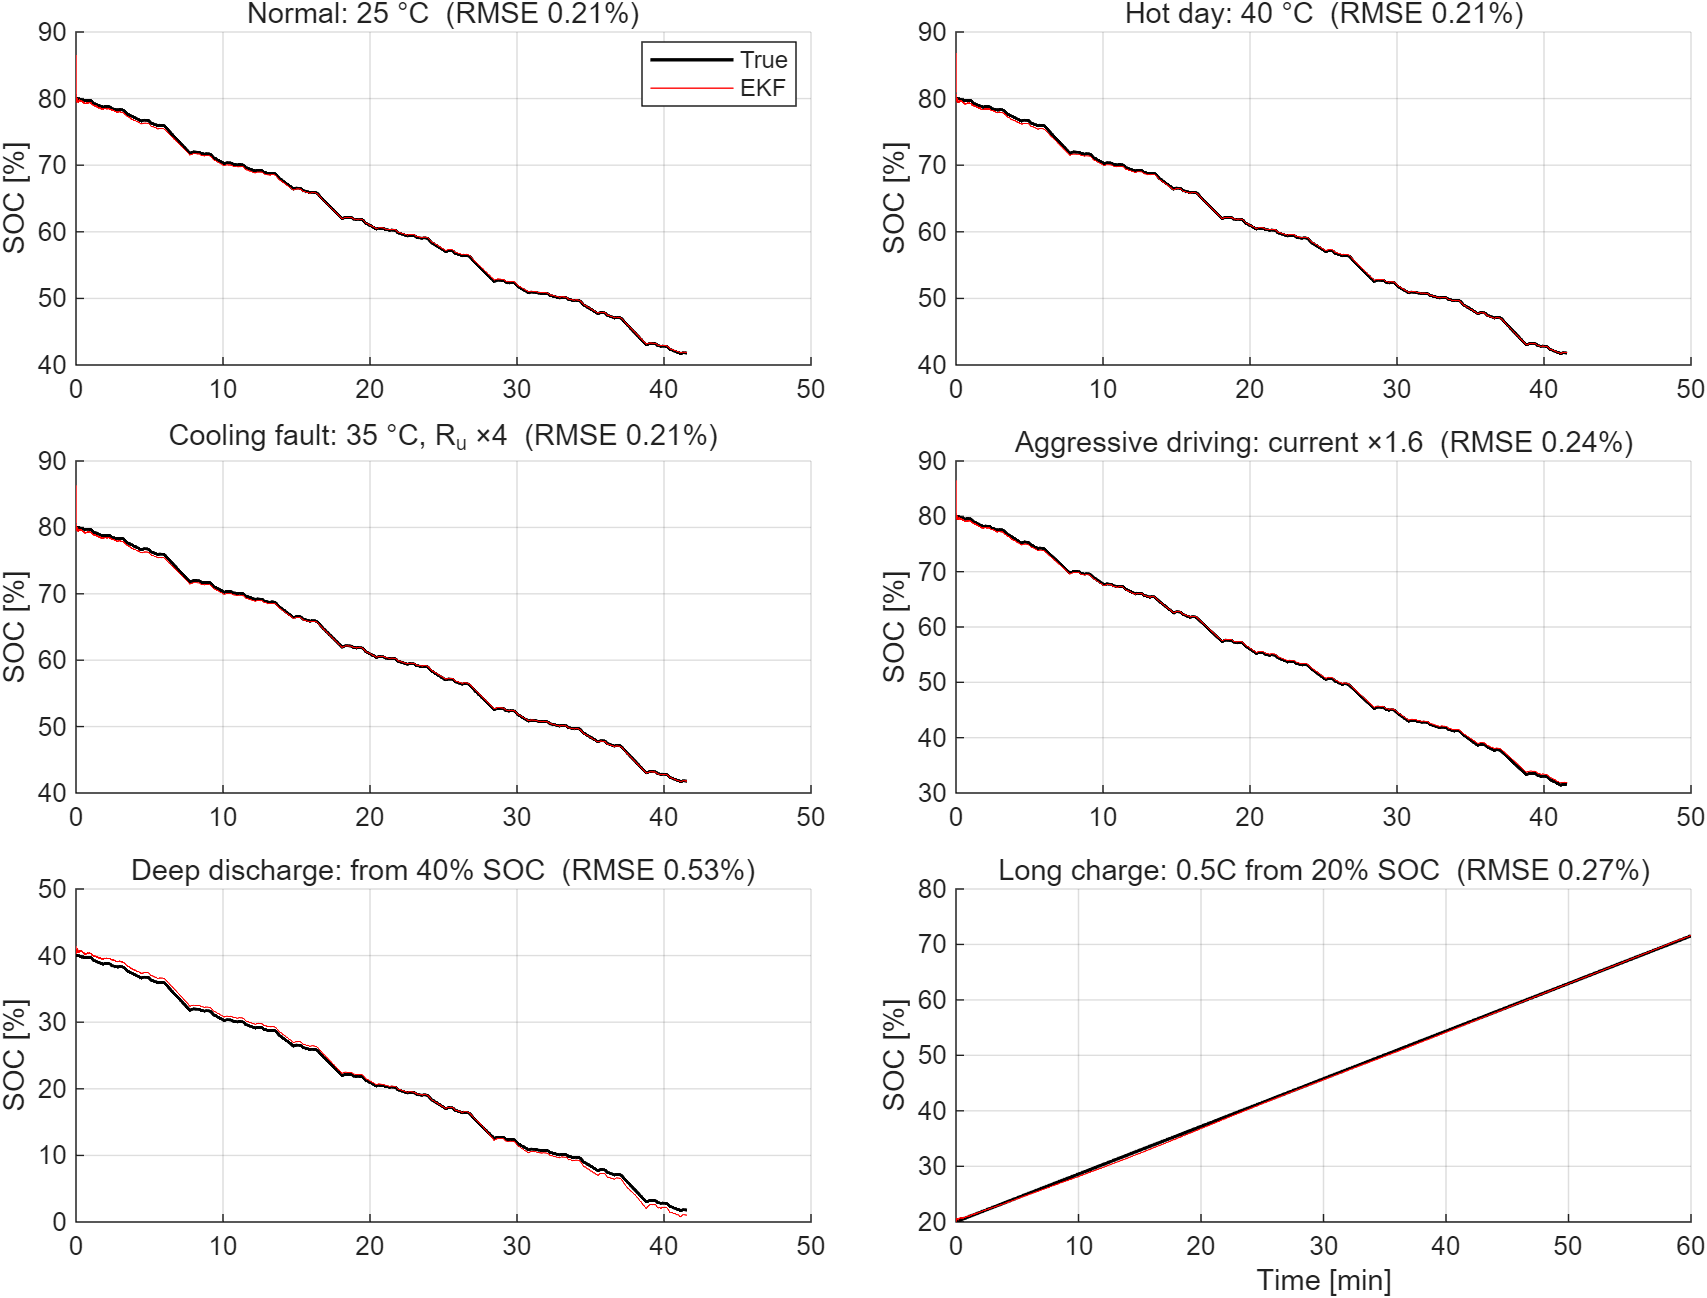 Normal: 25 °C (RMSE 0.21%)
90
80
70
60
50
40
SOC [%]
True
EKF
0 10 20 30 40 50
Hot day: 40 °C (RMSE 0.21%)
90
80
70
60
50
40
SOC [%]
0 10 20 30 40 50
Cooling fault: 35 °C, Ru ×4 (RMSE 0.21%)
90
80
70
60
50
40
SOC [%]
0 10 20 30 40 50
Aggressive driving: current ×1.6 (RMSE 0.24%)
90
80
70
60
50
40
30
SOC [%]
0 10 20 30 40 50
Deep discharge: from 40% SOC (RMSE 0.53%)
50
40
30
20
10
0
SOC [%]
0 10 20 30 40 50
Long charge: 0.5C from 20% SOC (RMSE 0.27%)
80
70
60
50
40
30
20
SOC [%]
0 10 20 30 40 50 60
Time [min]